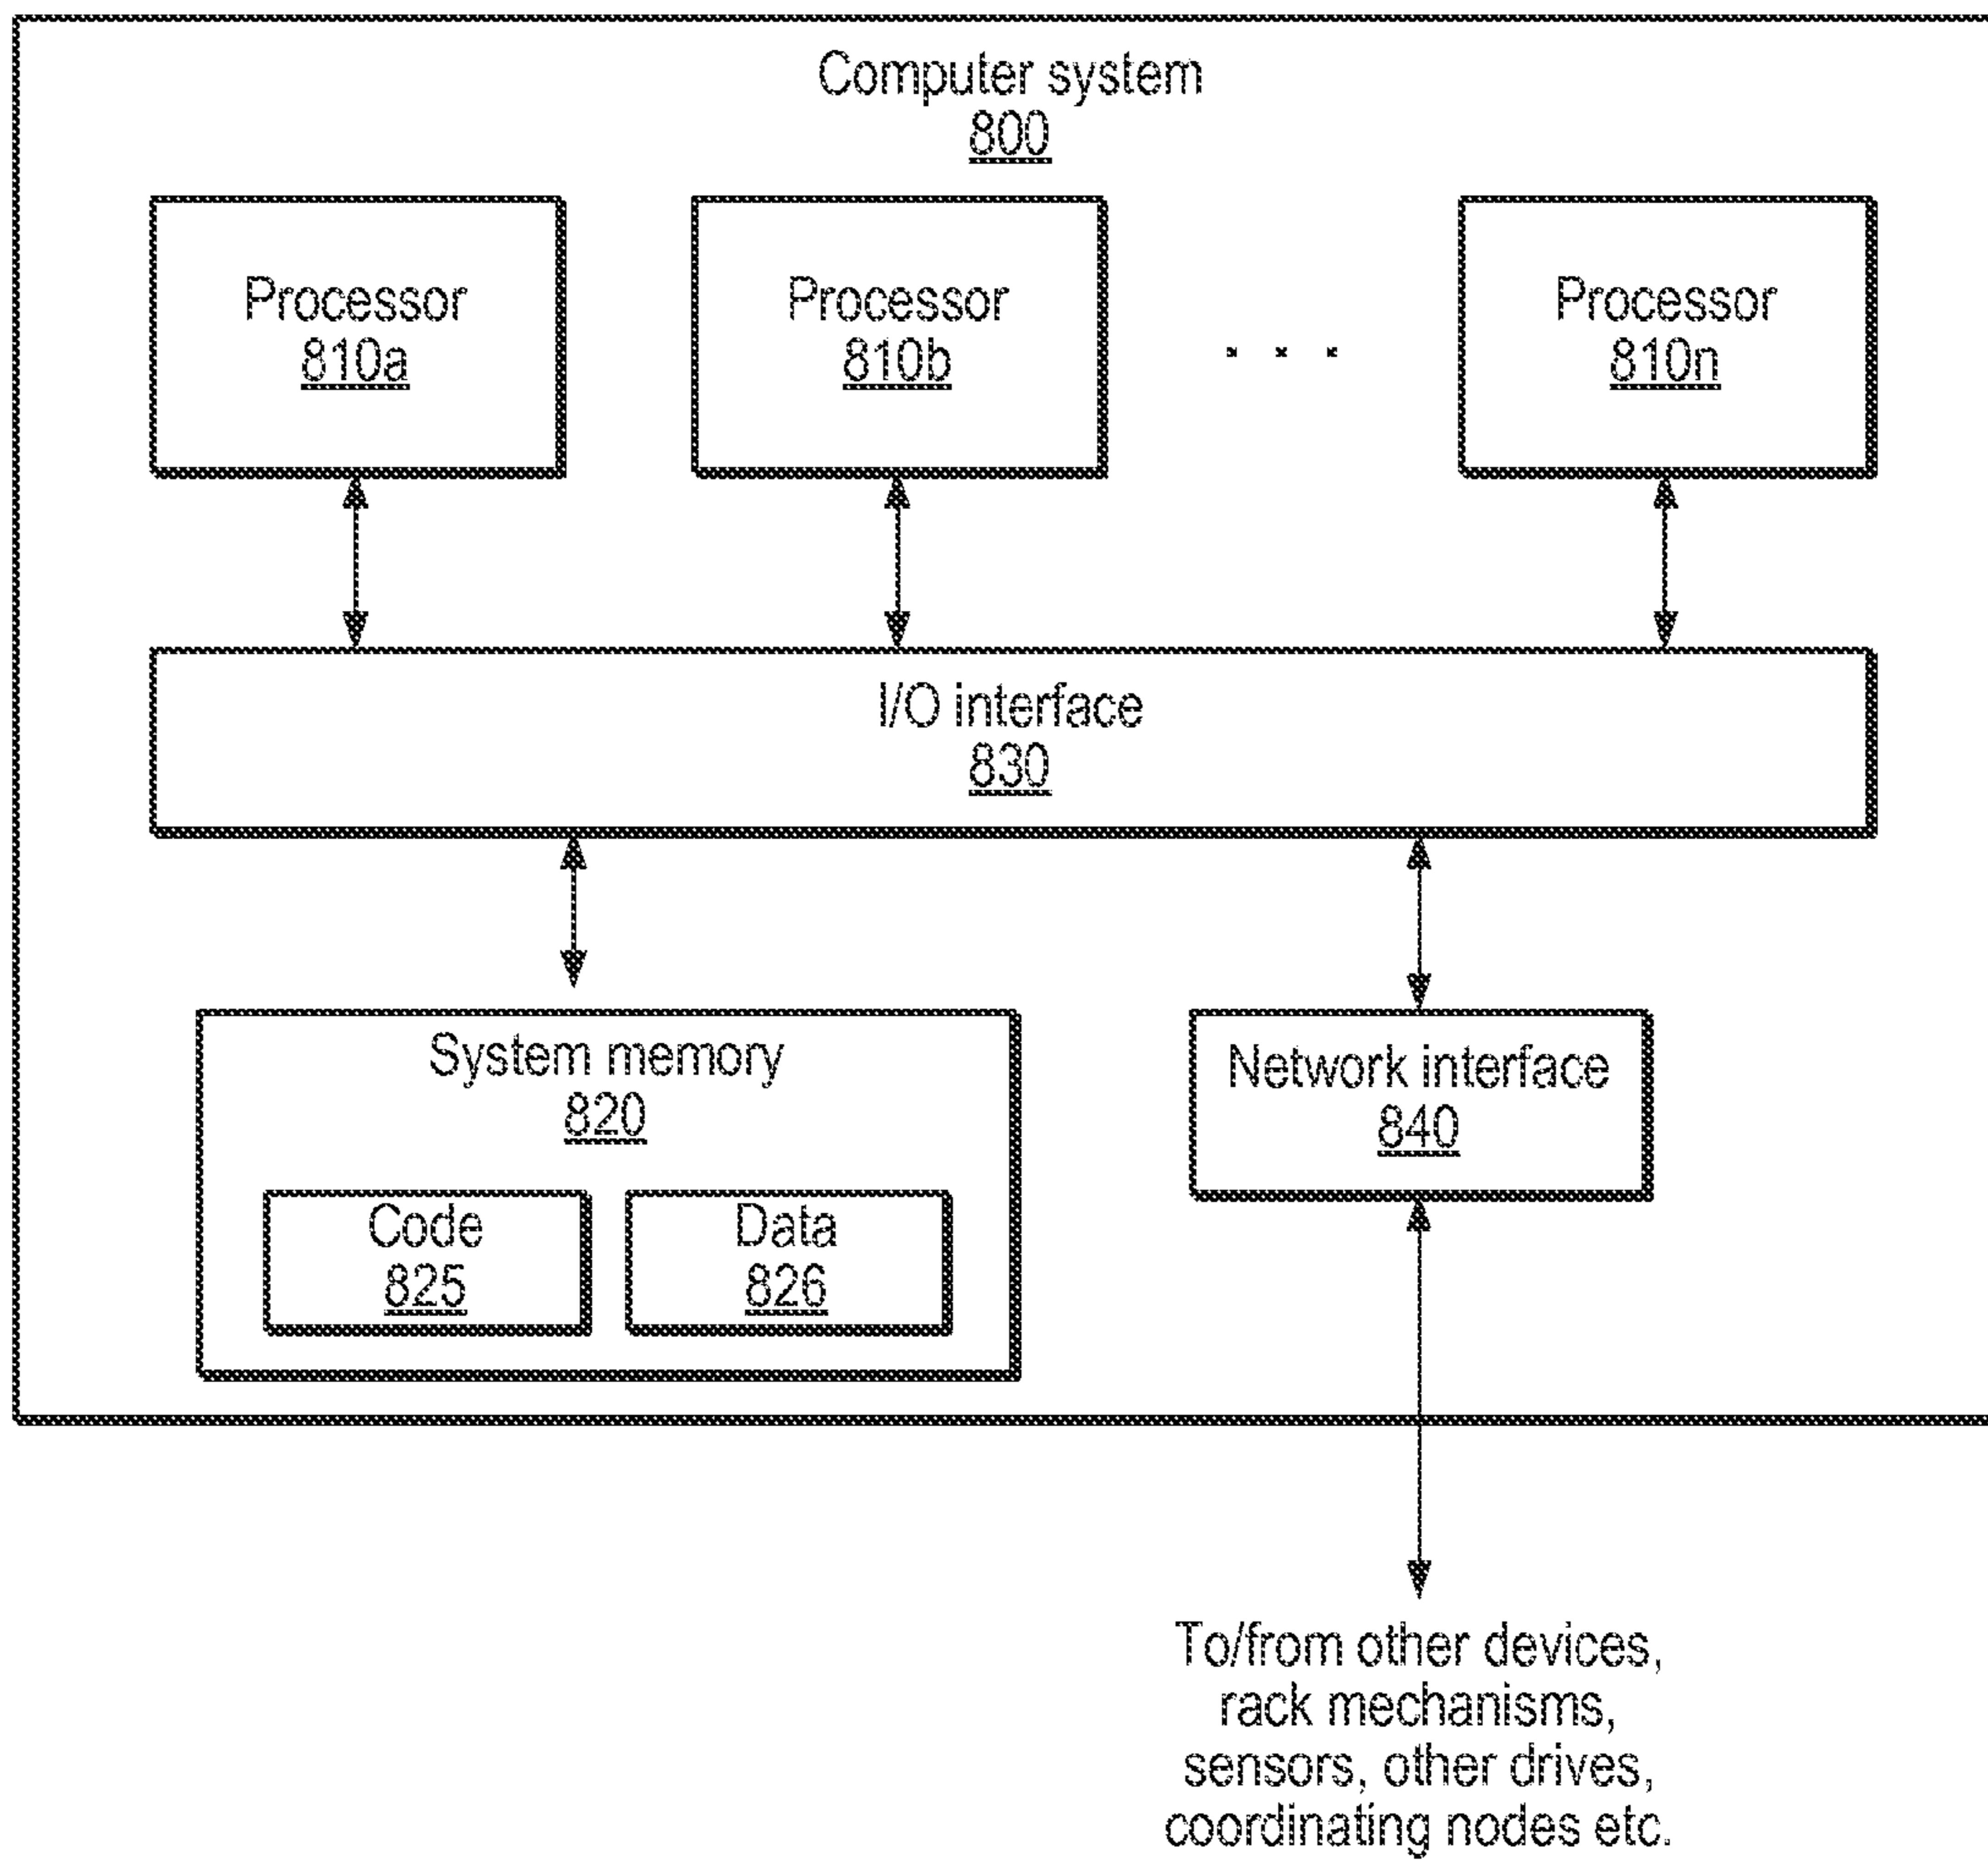 Computer system
800
Processor
810a
Processor
810b
. . .
Processor
810n
I/O interface
830
System memory
820
Code
825
Data
826
Network interface
840
To/from other devices,
rack mechanisms,
sensors, other drives,
coordinating nodes etc.